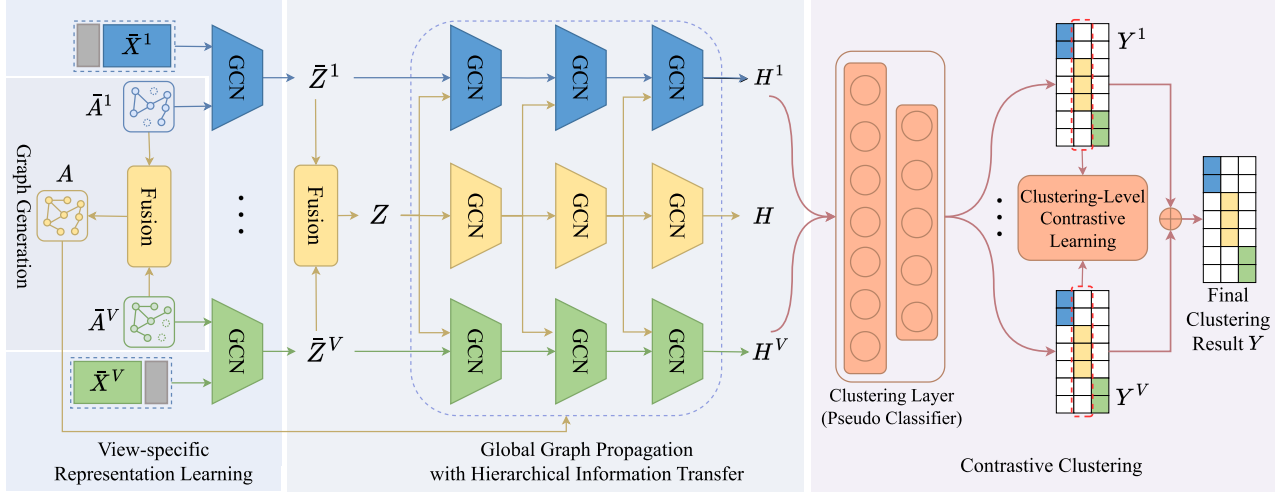 X̄¹
GCN
Ā¹
Graph Generation
A
Fusion
Ā^V
GCN
X̄^V
View-specific
Representation Learning
Z̄¹
Fusion
Z
Z̄^V
GCN
GCN
GCN
H¹
GCN
GCN
GCN
H
GCN
GCN
GCN
H^V
Global Graph Propagation
with Hierarchical Information Transfer
Clustering Layer
(Pseudo Classifier)
Y¹
Clustering-Level
Contrastive
Learning
Y^V
Final
Clustering
Result Y
Contrastive Clustering